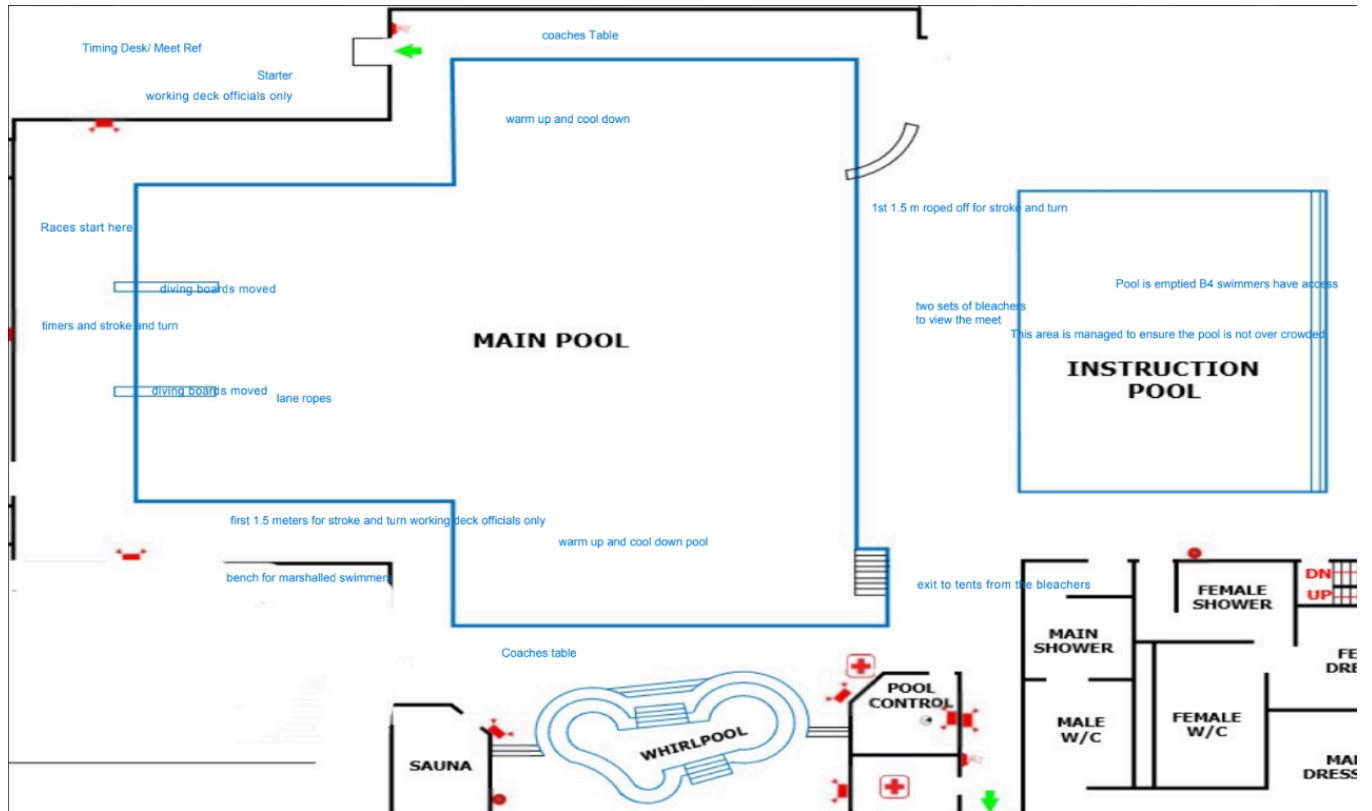 coaches Table
Timing Desk/ Meet Ref
Starter
working deck officials only
warm up and cool down
1st 1.5 m roped off for stroke and turn
Races start here
diving boards moved
Pool is emptied B4 swimmers have access
two sets of bleachers
to view the meet
timers and stroke and turn
This area is managed to ensure the pool is not over crowded
MAIN POOL
INSTRUCTION
POOL
diving boards moved
lane ropes
first 1.5 meters for stroke and turn working deck officials only
warm up and cool down pool
bench for marshalled swimmers
exit to tents from the bleachers
DN
UP
FEMALE
SHOWER
MAIN
SHOWER
Coaches table
FE
DRE
POOL
CONTROL
MALE
W/C
FEMALE
W/C
WHIRLPOOL
SAUNA
MAI
DRESS